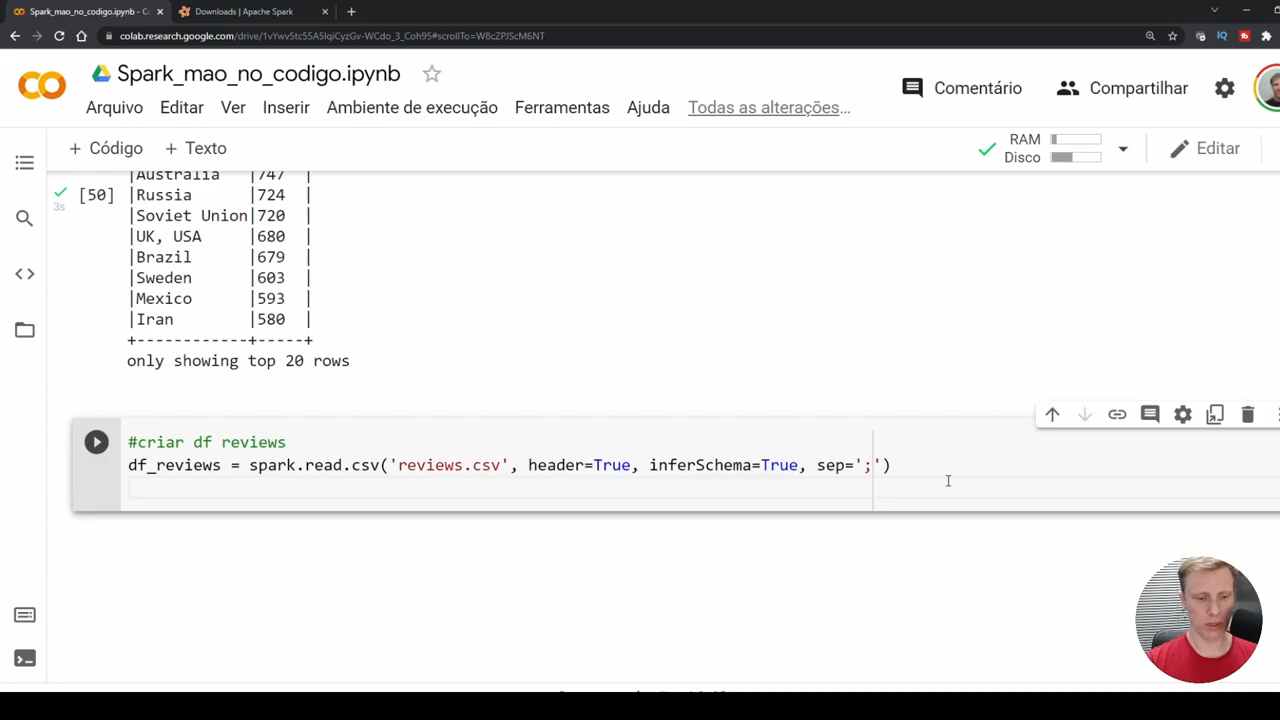 Spark_mao_no_codigo.ipynb - C
Downloads | Apache Spark
colab.research.google.com/drive/1vYwv5tc55A5lqiCyzGv-WCdo_3_Coh95#scrollTo=W8cZPJScM6NT
Spark_mao_no_codigo.ipynb
Comentário Compartilhar
Arquivo Editar Ver Inserir Ambiente de execução Ferramentas Ajuda Todas as alterações…
+ Código + Texto
RAM
Disco
Editar
|Australia |747 |
[50] |Russia |724 |
3s
|Soviet Union|720 |
|UK, USA |680 |
|Brazil |679 |
|Sweden |603 |
|Mexico |593 |
|Iran |580 |
+------------+-----+
only showing top 20 rows
#criar df reviews
df_reviews = spark.read.csv('reviews.csv', header=True, inferSchema=True, sep=';')